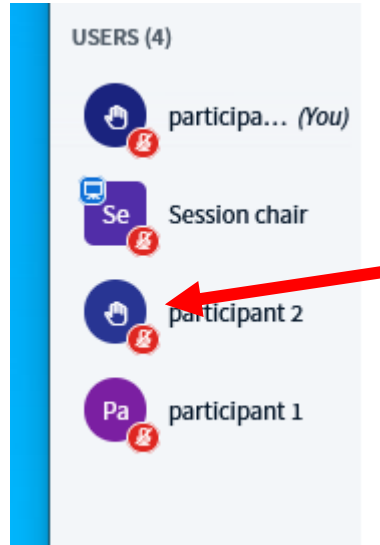 USERS (4)
participa... (You)
Se Session chair
participant 2
Pa participant 1